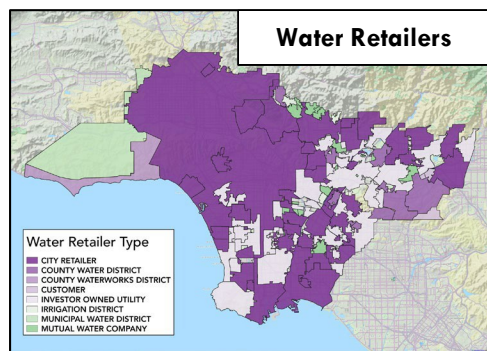 Water Retailers
Water Retailer Type
CITY RETAILER
COUNTY WATER DISTRICT
COUNTY WATERWORKS DISTRICT
CUSTOMER
INVESTOR OWNED UTILITY
IRRIGATION DISTRICT
MUNICIPAL WATER DISTRICT
MUTUAL WATER COMPANY